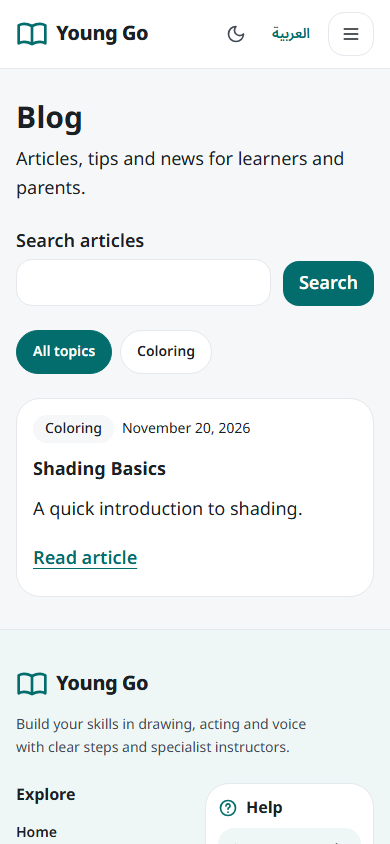 Young Go
العربية
Blog
Articles, tips and news for learners and
parents.
Search articles
Search
All topics
Coloring
Coloring
November 20, 2026
Shading Basics
A quick introduction to shading.
Read article
Young Go
Build your skills in drawing, acting and voice
with clear steps and specialist instructors.
Explore
Help
Home